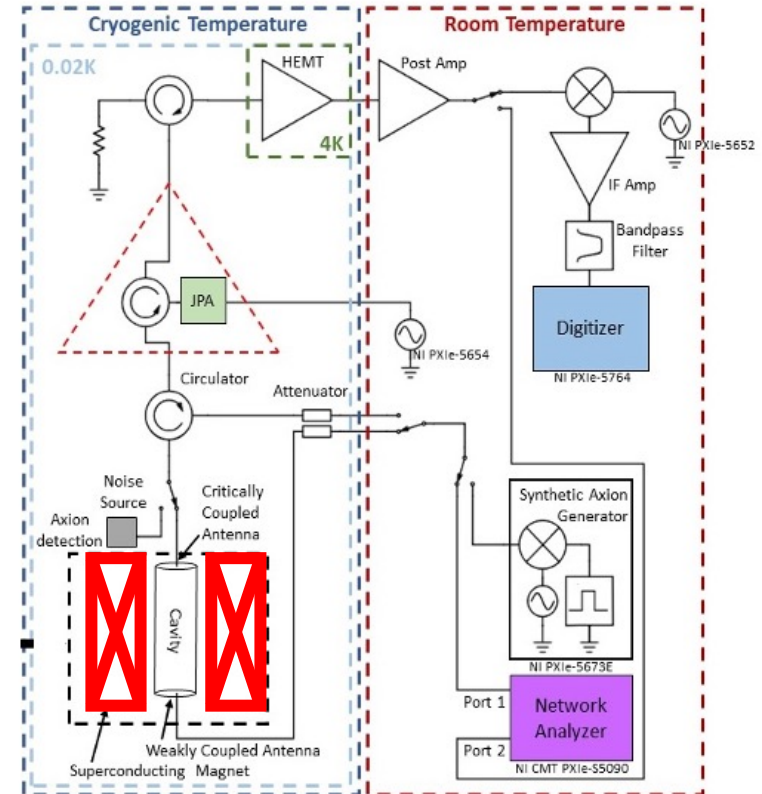 Cryogenic Temperature
Room Temperature
0.02K
HEMT
4K
Post Amp
NI PXIe-5652
IF Amp
Bandpass
Filter
Digitizer
NI PXIe-5764
JPA
NI PXIe-5654
Circulator
Attenuator
Noise
Source
Axion
detection
Critically
Coupled
Antenna
Cavity
Synthetic Axion
Generator
NI PXIe-5673E
Port 1
Network
Analyzer
Port 2
NI CMT PXIe-S5090
Weakly Coupled Antenna
Superconducting Magnet